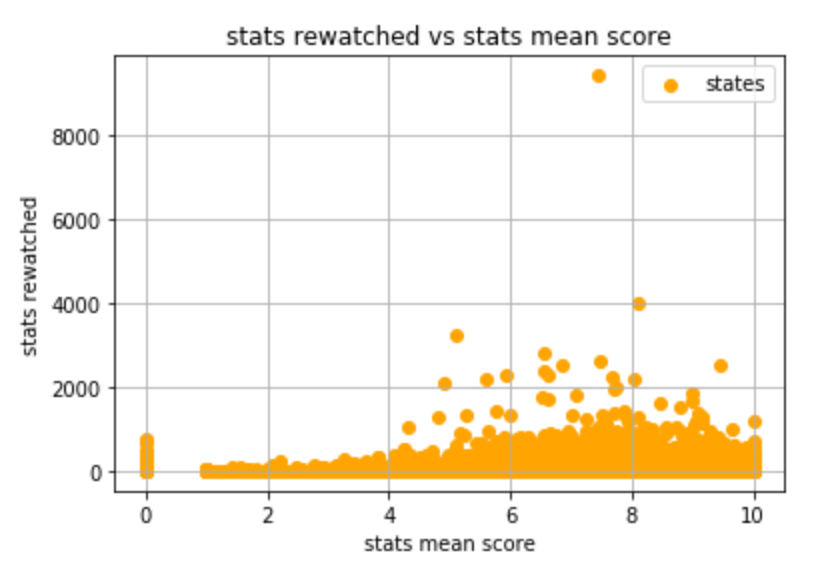 stats rewatched vs stats mean score
states
8000
6000
4000
2000
0
stats rewatched
0 2 4 6 8 10
stats mean score